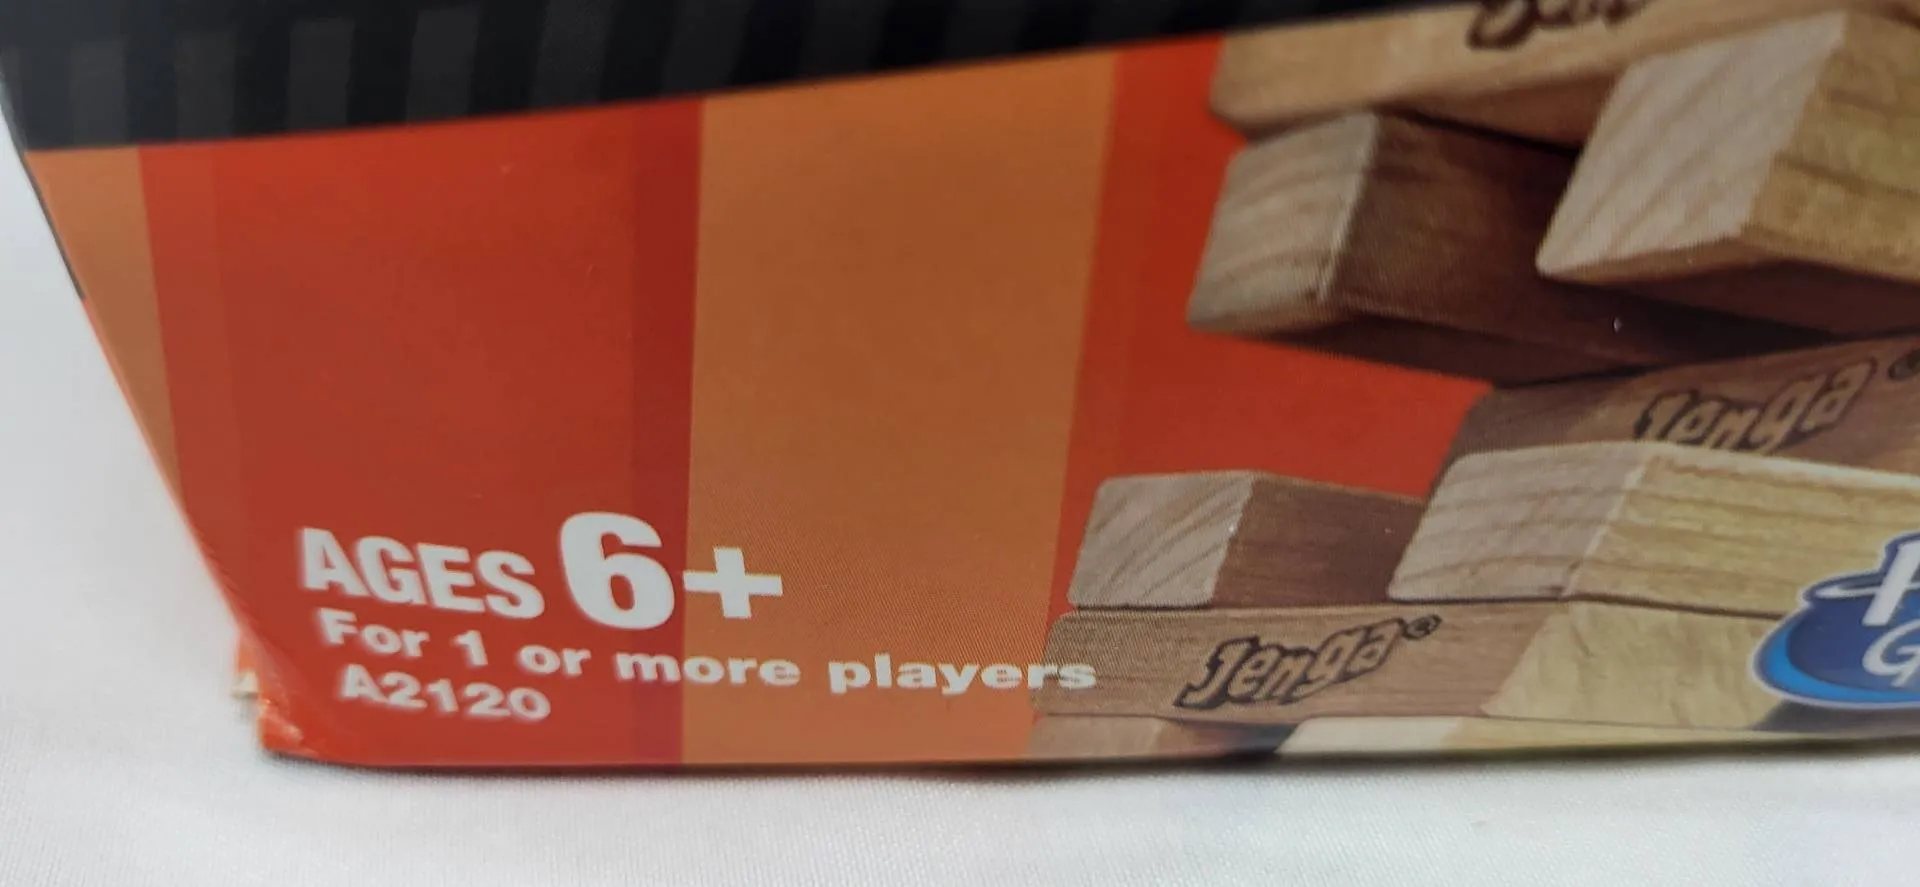 Jenga
AGES 6+
For 1 or more players
A2120
Jenga®